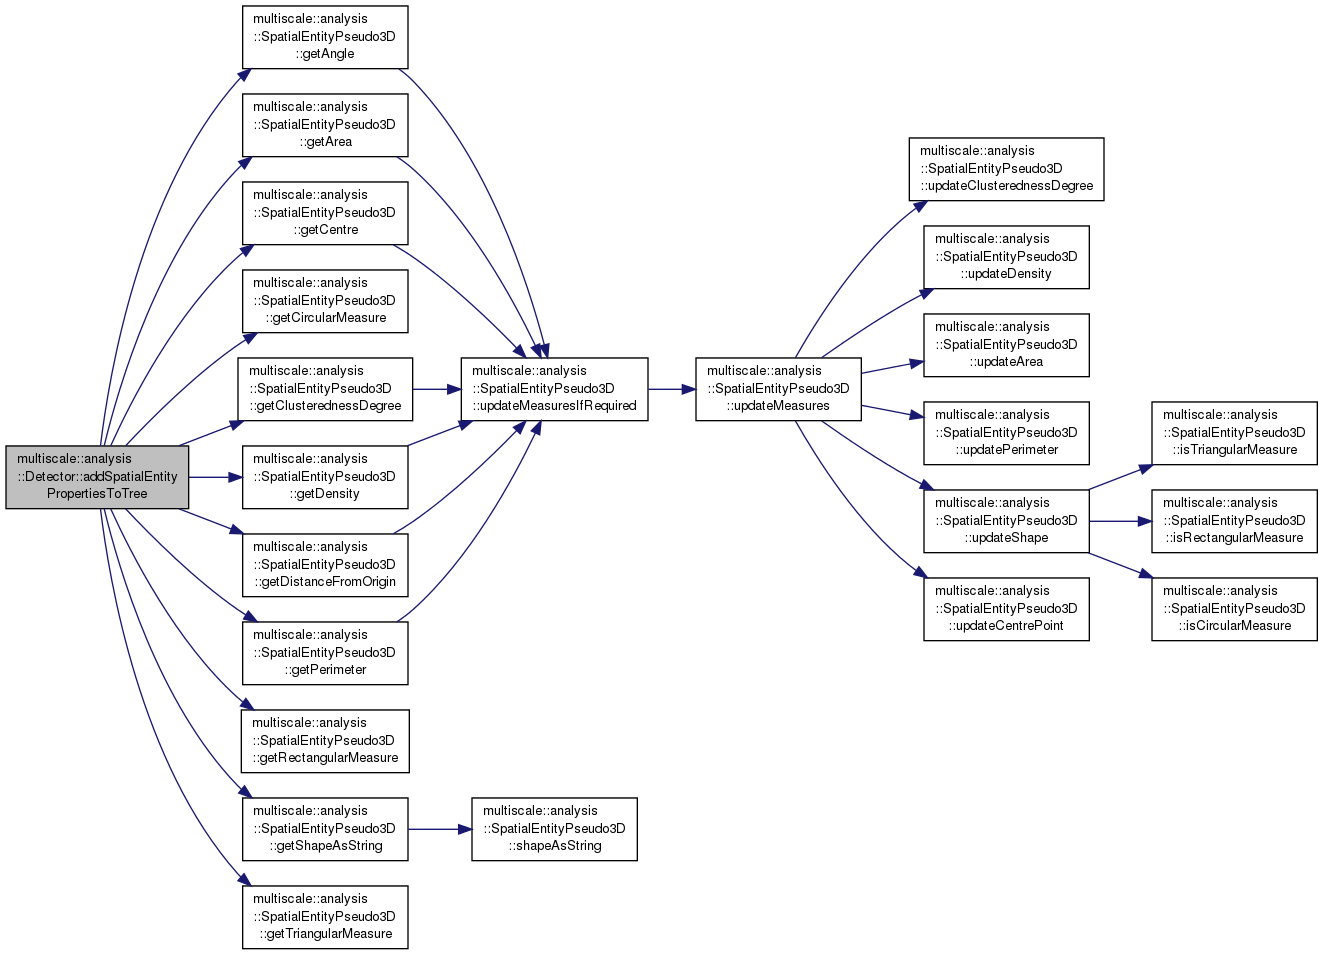 multiscale::analysis
::SpatialEntityPseudo3D
::getAngle
multiscale::analysis
::SpatialEntityPseudo3D
::getArea
multiscale::analysis
::SpatialEntityPseudo3D
::getCentre
multiscale::analysis
::SpatialEntityPseudo3D
::getCircularMeasure
multiscale::analysis
::SpatialEntityPseudo3D
::getClusterednessDegree
multiscale::analysis
::Detector::addSpatialEntity
PropertiesToTree
multiscale::analysis
::SpatialEntityPseudo3D
::getDensity
multiscale::analysis
::SpatialEntityPseudo3D
::getDistanceFromOrigin
multiscale::analysis
::SpatialEntityPseudo3D
::getPerimeter
multiscale::analysis
::SpatialEntityPseudo3D
::getRectangularMeasure
multiscale::analysis
::SpatialEntityPseudo3D
::getShapeAsString
multiscale::analysis
::SpatialEntityPseudo3D
::getTriangularMeasure
multiscale::analysis
::SpatialEntityPseudo3D
::updateMeasuresIfRequired
multiscale::analysis
::SpatialEntityPseudo3D
::shapeAsString
multiscale::analysis
::SpatialEntityPseudo3D
::updateMeasures
multiscale::analysis
::SpatialEntityPseudo3D
::updateClusterednessDegree
multiscale::analysis
::SpatialEntityPseudo3D
::updateDensity
multiscale::analysis
::SpatialEntityPseudo3D
::updateArea
multiscale::analysis
::SpatialEntityPseudo3D
::updatePerimeter
multiscale::analysis
::SpatialEntityPseudo3D
::updateShape
multiscale::analysis
::SpatialEntityPseudo3D
::updateCentrePoint
multiscale::analysis
::SpatialEntityPseudo3D
::isTriangularMeasure
multiscale::analysis
::SpatialEntityPseudo3D
::isRectangularMeasure
multiscale::analysis
::SpatialEntityPseudo3D
::isCircularMeasure